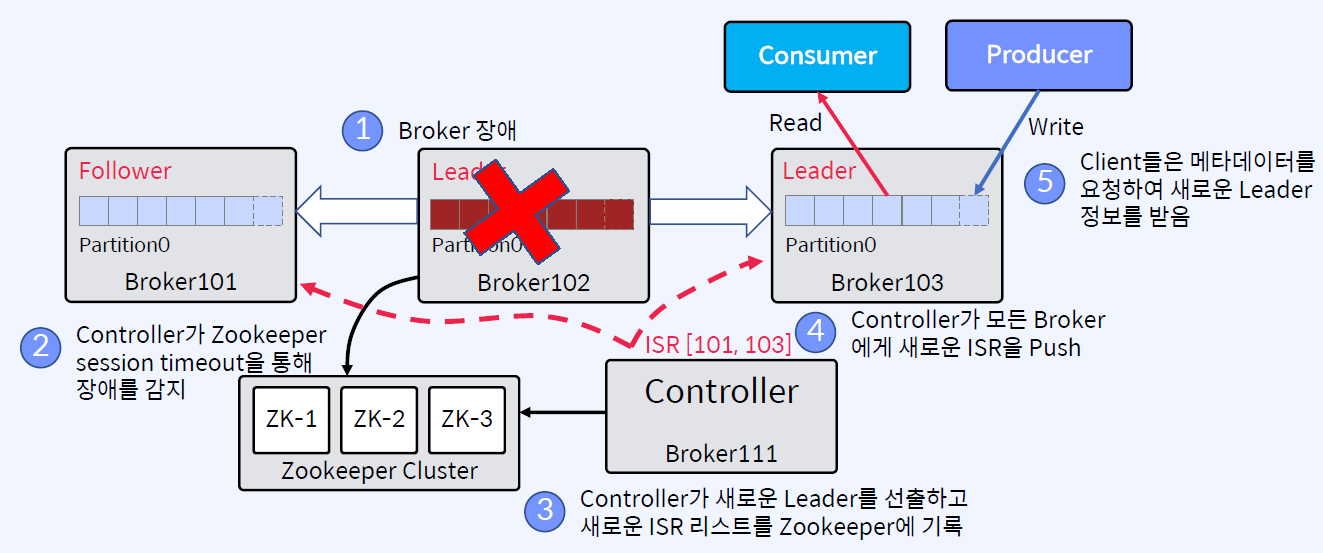 Consumer
Producer
1
Broker 장애
Read
Write
Follower
Leader
Leader
5
Client들은 메타데이터를
요청하여 새로운 Leader
정보를 받음
Partition0
Partition0
Partition0
Broker101
Broker102
Broker103
2
Controller가 Zookeeper
session timeout을 통해
장애를 감지
ISR [101, 103]
4
Controller가 모든 Broker
에게 새로운 ISR을 Push
ZK-1
ZK-2
ZK-3
Zookeeper Cluster
Controller
Broker111
3
Controller가 새로운 Leader를 선출하고
새로운 ISR 리스트를 Zookeeper에 기록